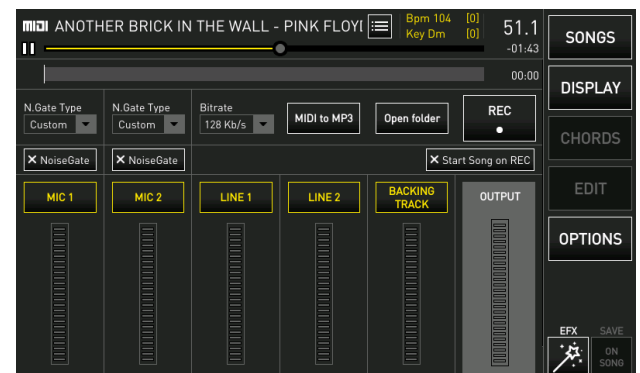 MIDI ANOTHER BRICK IN THE WALL - PINK FLOY
Bpm 104 [0]
Key Dm [0]
51.1
-01:43
00:00
SONGS
DISPLAY
CHORDS
EDIT
OPTIONS
N.Gate Type
Custom
N.Gate Type
Custom
Bitrate
128 Kb/s
MIDI to MP3
Open folder
REC
X NoiseGate
X NoiseGate
X Start Song on REC
MIC 1
MIC 2
LINE 1
LINE 2
BACKING
TRACK
OUTPUT
EFX
SAVE
ON
SONG